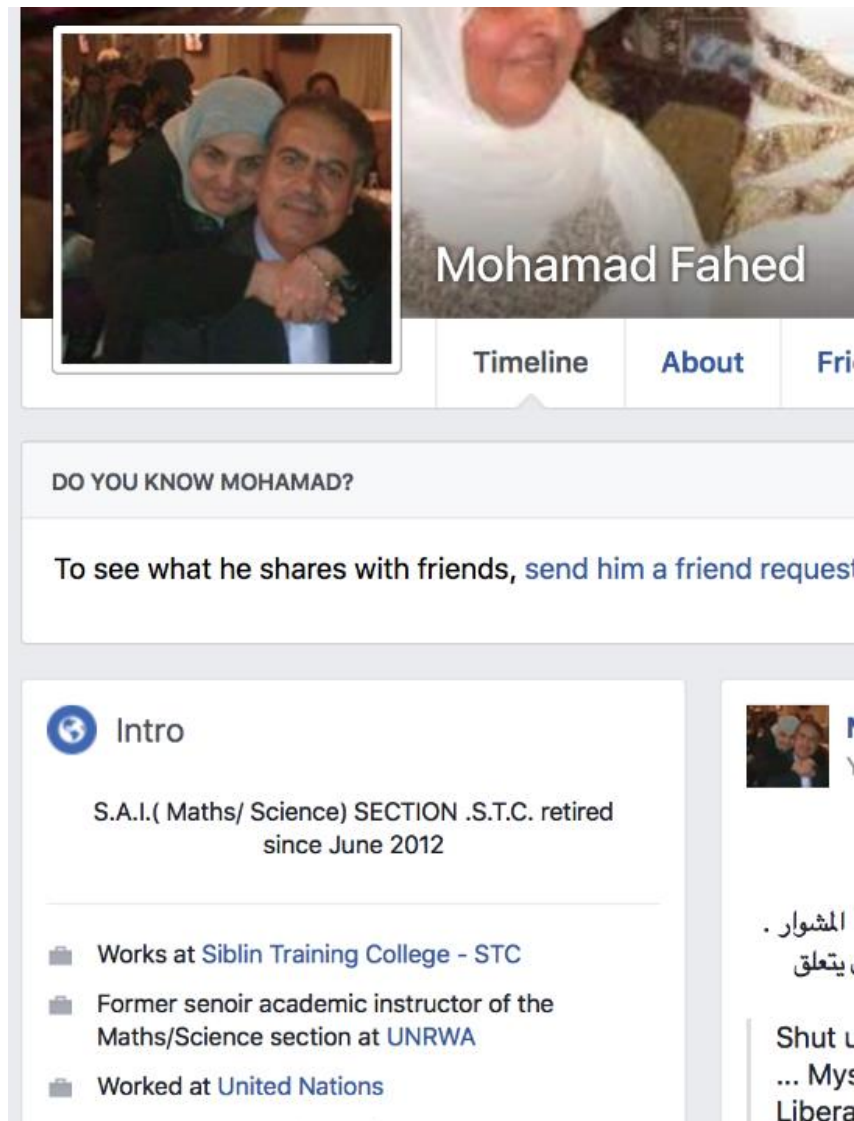 Mohamad Fahed
Timeline
About
DO YOU KNOW MOHAMAD?
To see what he shares with friends, send him a friend request
Intro
S.A.I.( Maths/ Science) SECTION .S.T.C. retired
since June 2012
Works at Siblin Training College - STC
Former senoir academic instructor of the
Maths/Science section at UNRWA
Worked at United Nations
المشوار .
يتعلق
Shut
...